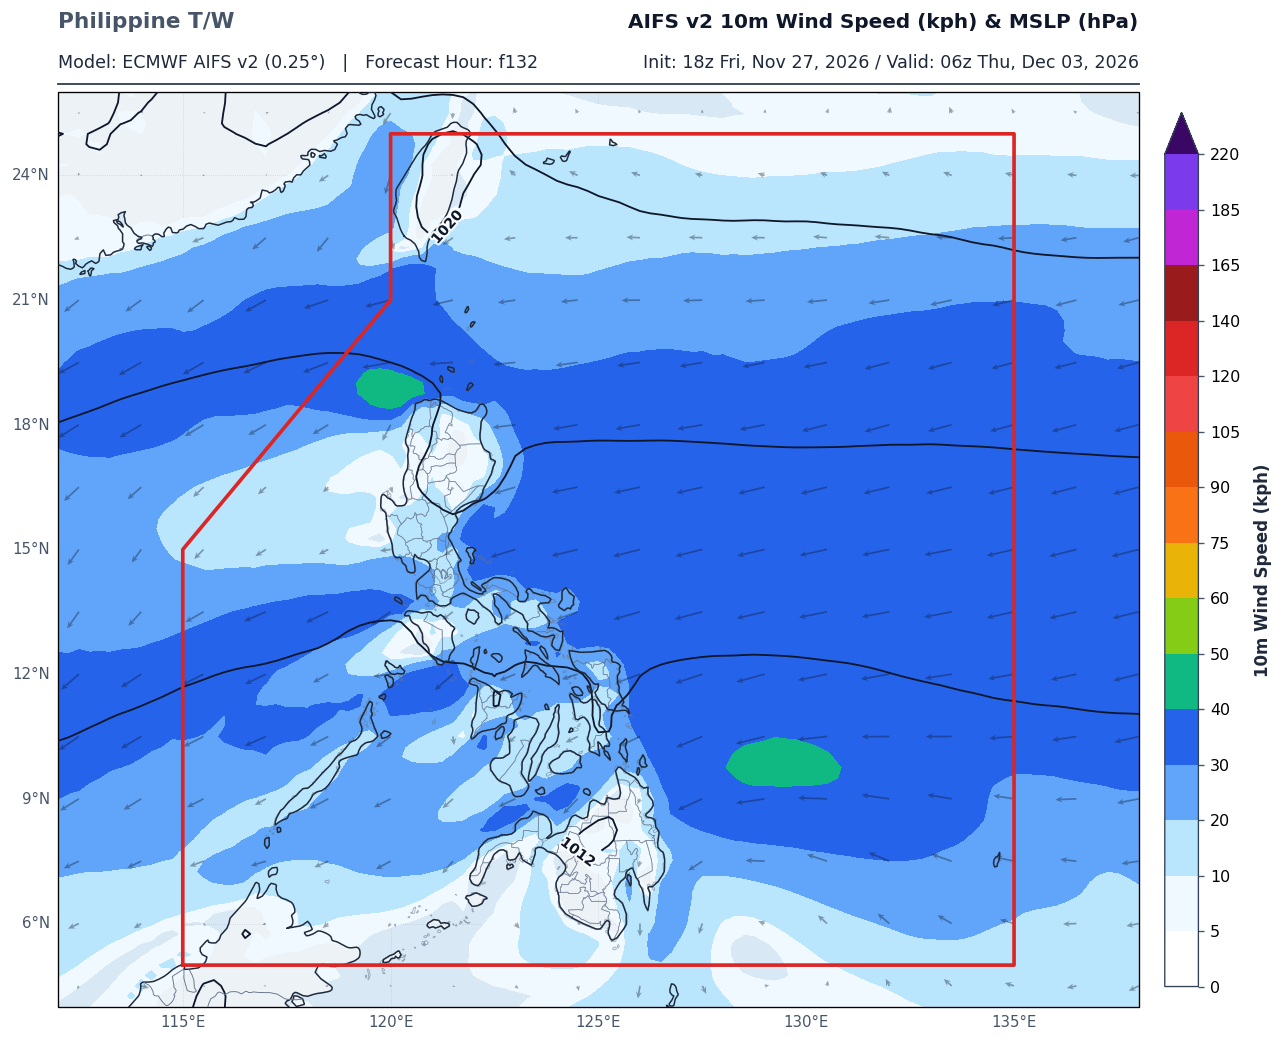 Philippine T/W
AIFS v2 10m Wind Speed (kph) & MSLP (hPa)
Model: ECMWF AIFS v2 (0.25°) | Forecast Hour: f132
Init: 18z Fri, Nov 27, 2026 / Valid: 06z Thu, Dec 03, 2026
24°N
21°N
18°N
15°N
12°N
9°N
6°N
115°E
120°E
125°E
130°E
135°E
1020
1012
220
185
165
140
120
105
90
75
60
50
40
30
20
10
5
0
10m Wind Speed (kph)